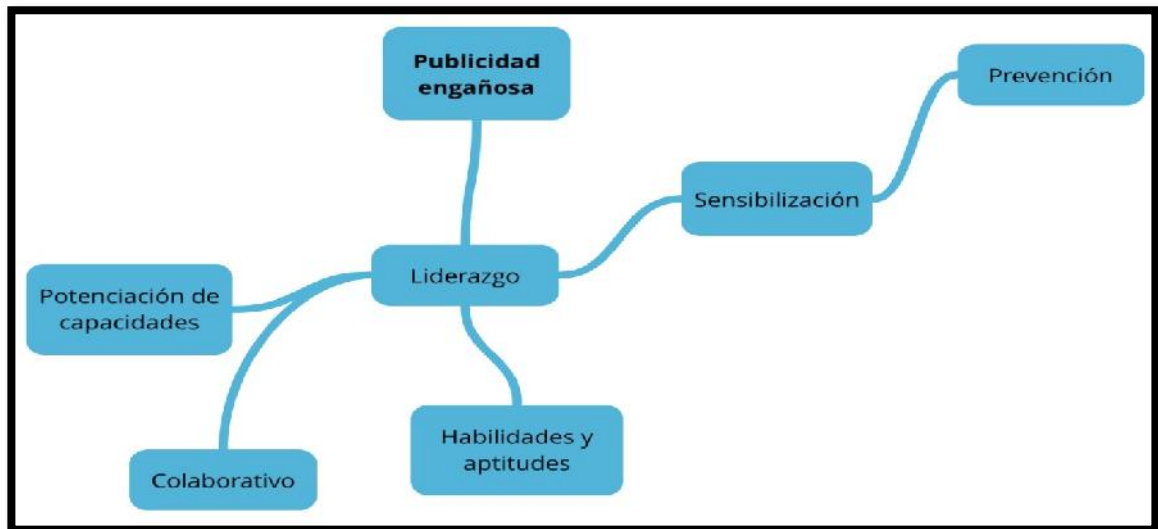 Publicidad
engañosa
Prevención
Sensibilización
Liderazgo
Potenciación de
capacidades
Habilidades y
aptitudes
Colaborativo